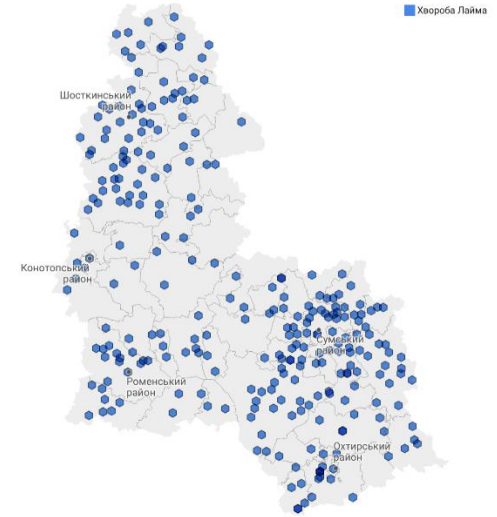 Хвороба Лайма
Шосткинський
район
Конотопський
район
Сумський
район
Роменський
район
Охтирський
район